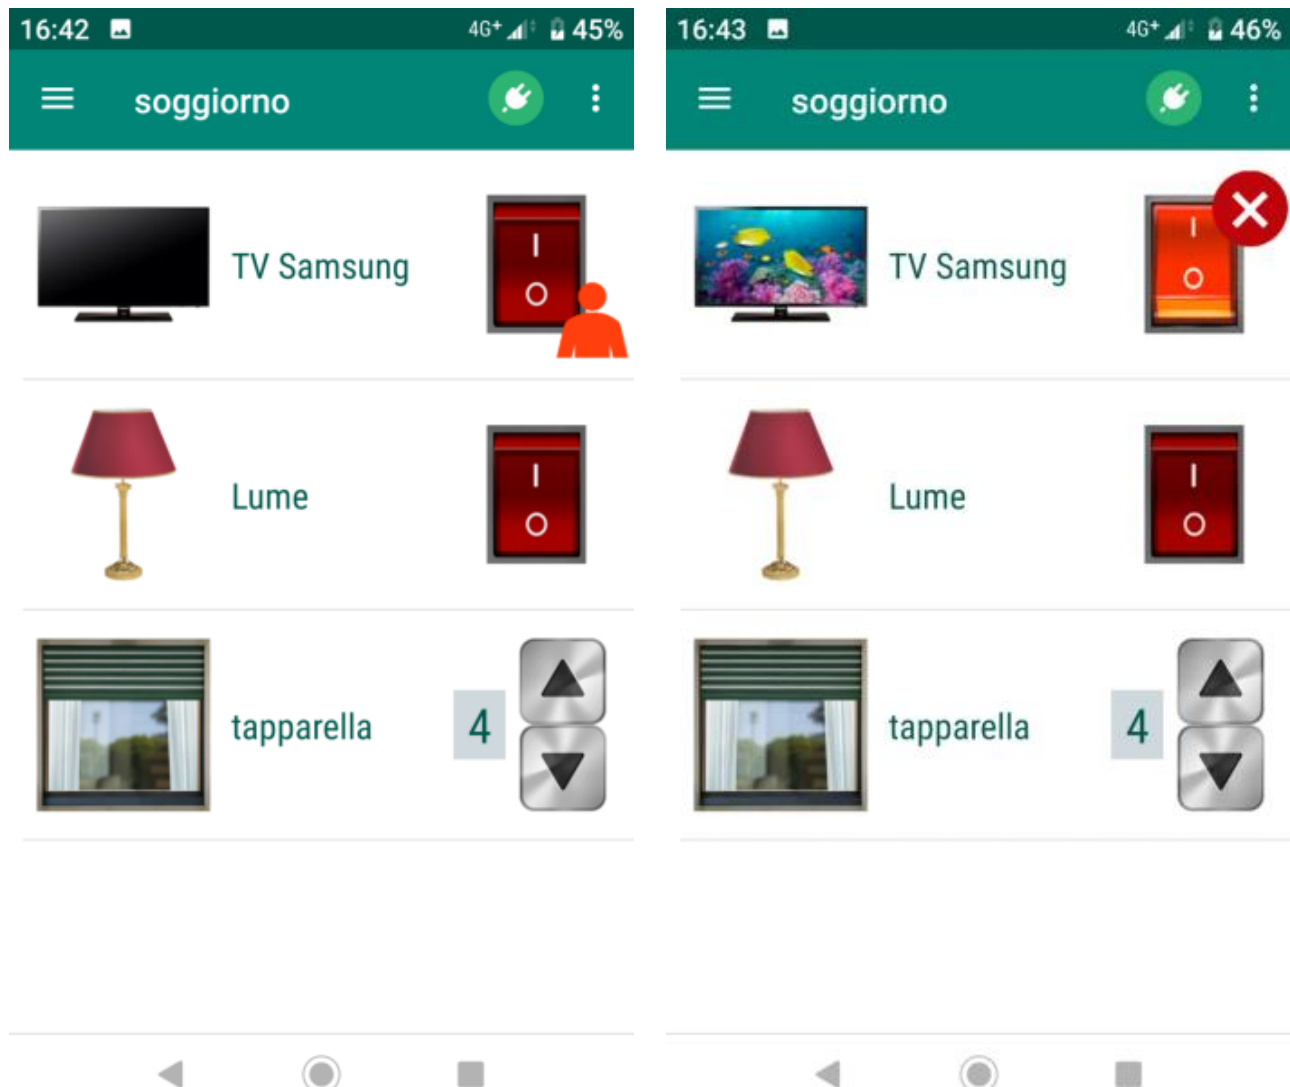 16:42 4G+ 45%
soggiorno
TV Samsung
I
O
Lume
I
O
tapparella 4
16:43 4G+ 46%
soggiorno
TV Samsung
I
O
Lume
I
O
tapparella 4